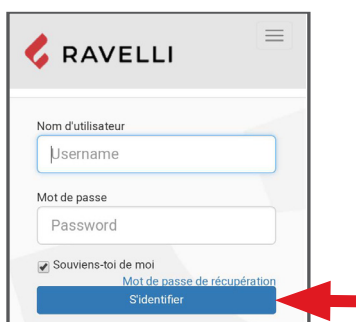 RAVELLI
Nom d'utilisateur
Username
Mot de passe
Password
Souviens-toi de moi
Mot de passe de récupération
S'identifier